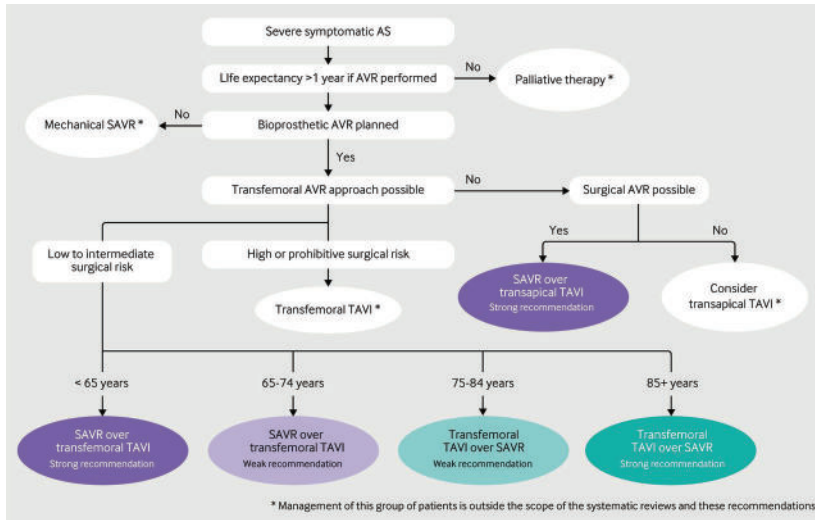 Severe symptomatic AS
LIfe expectancy >1 year if AVR performed
No
Palliative therapy *
Mechanical SAVR *
No
Bioprosthetic AVR planned
Yes
Transfemoral AVR approach possible
No
Surgical AVR possible
Low to intermediate
surgical risk
High or prohibitive surgical risk
Yes
No
Transfemoral TAVI *
SAVR over
transapical TAVI
Strong recommendation
Consider
transapical TAVI *
< 65 years
65-74 years
75-84 years
85+ years
SAVR over
transfemoral TAVI
Strong recommendation
SAVR over
transfemoral TAVI
Weak recommendation
Transfemoral
TAVI over SAVR
Weak recommendation
Transfemoral
TAVI over SAVR
Strong recommendation
* Management of this group of patients is outside the scope of the systematic reviews and these recommendations